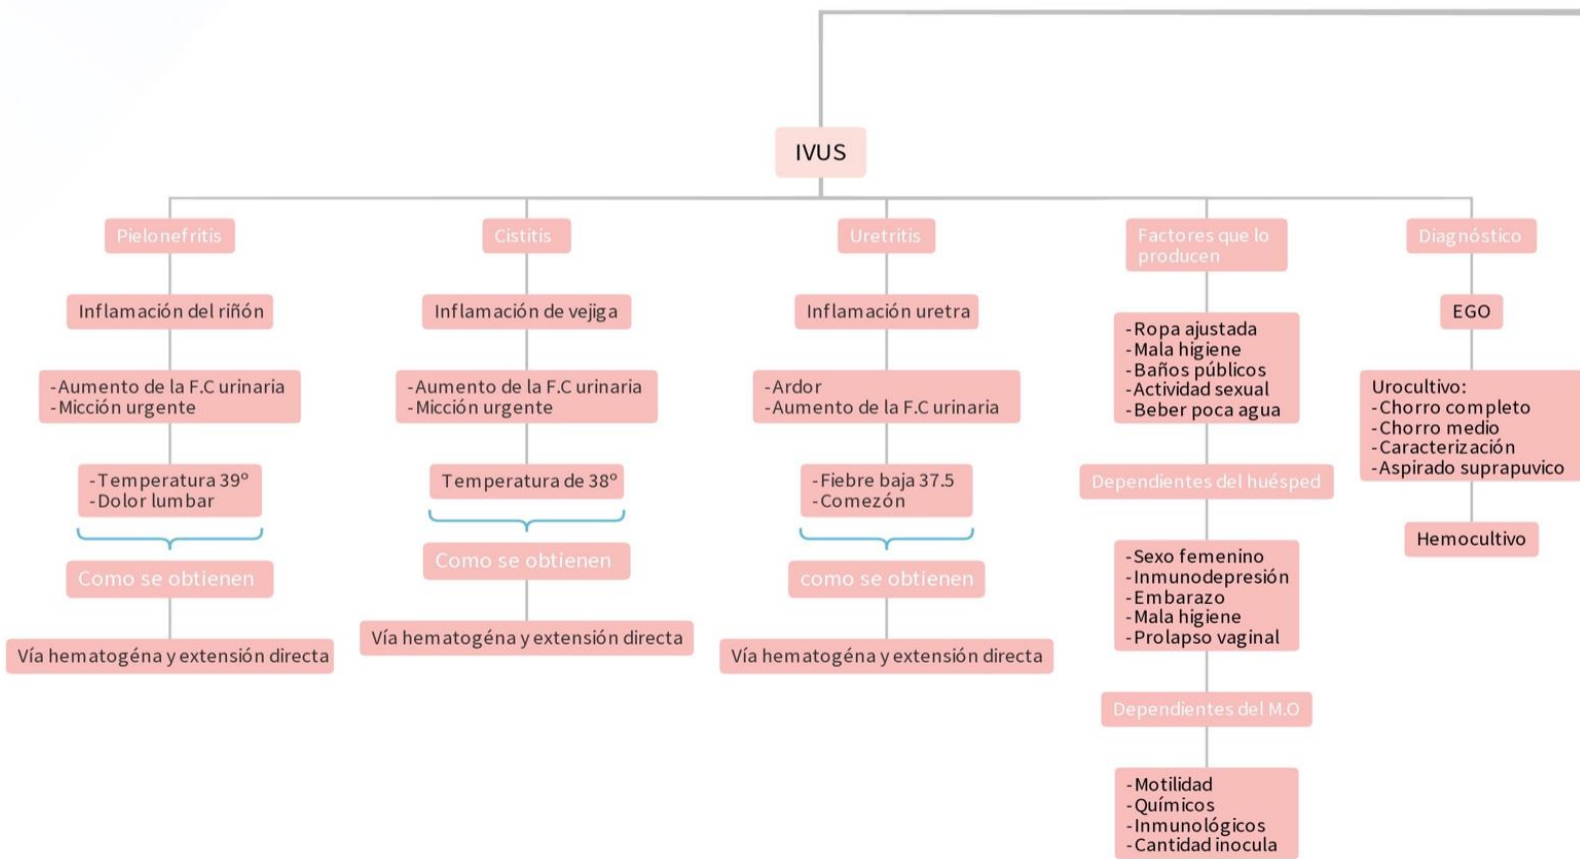 IVUS
Pielonefritis
Inflamación del riñón
-Aumento de la F.C urinaria
-Micción urgente
-Temperatura 39º
-Dolor lumbar
Como se obtienen
Vía hematogéna y extensión directa
Cistitis
Inflamación de vejiga
-Aumento de la F.C urinaria
-Micción urgente
Temperatura de 38º
Como se obtienen
Vía hematogéna y extensión directa
Uretritis
Inflamación uretra
-Ardor
-Aumento de la F.C urinaria
-Fiebre baja 37.5
-Comezón
como se obtienen
Vía hematogéna y extensión directa
Factores que lo
producen
-Ropa ajustada
-Mala higiene
-Baños públicos
-Actividad sexual
-Beber poca agua
Dependientes del huésped
-Sexo femenino
-Inmunodepresión
-Embarazo
-Mala higiene
-Prolapso vaginal
Dependientes del M.O
-Motilidad
-Químicos
-Inmunológicos
-Cantidad inocula
Diagnóstico
EGO
Urocultivo:
-Chorro completo
-Chorro medio
-Caracterización
-Aspirado suprapuvico
Hemocultivo